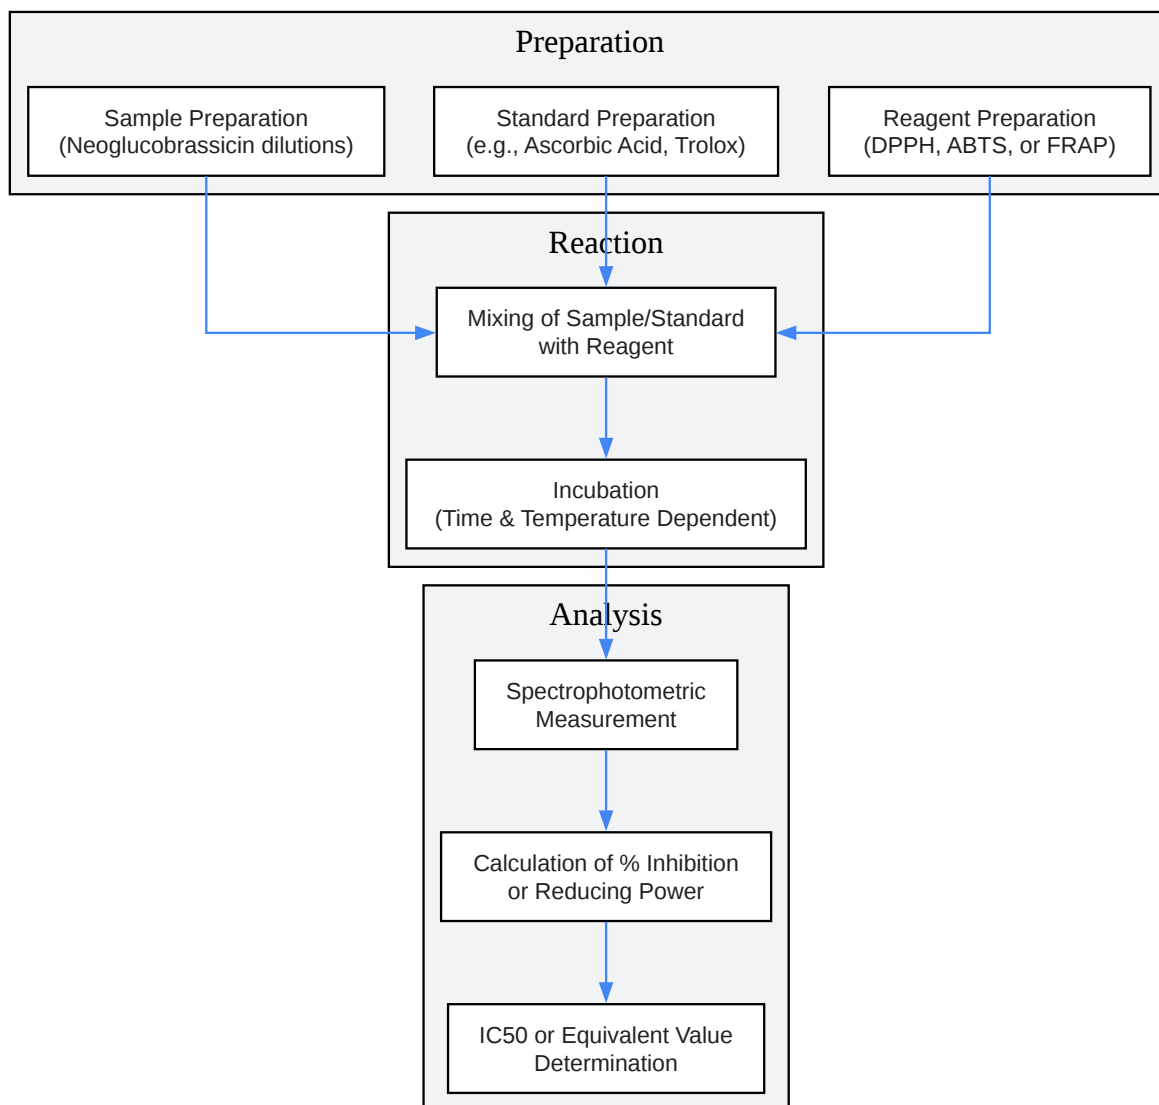 Preparation
Sample Preparation
(Neoglucobrassicin dilutions)
Standard Preparation
(e.g., Ascorbic Acid, Trolox)
Reagent Preparation
(DPPH, ABTS, or FRAP)
Reaction
Mixing of Sample/Standard
with Reagent
Incubation
(Time & Temperature Dependent)
Analysis
Spectrophotometric
Measurement
Calculation of % Inhibition
or Reducing Power
IC50 or Equivalent Value
Determination